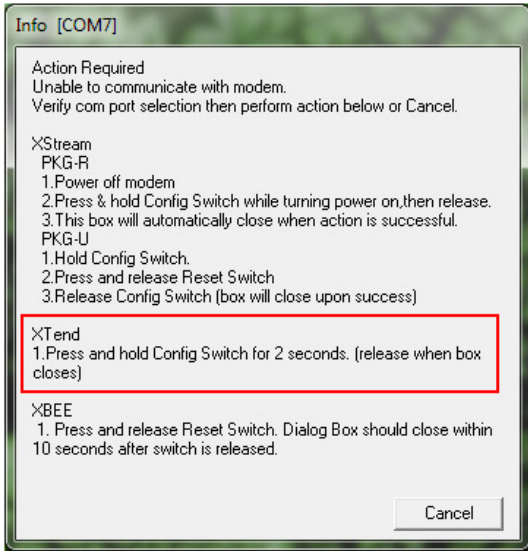 Info [COM7]
Action Required
Unable to communicate with modem.
Verify com port selection then perform action below or Cancel.
XStream
PKG-R
1.Power off modem
2.Press & hold Config Switch while turning power on,then release.
3.This box will automatically close when action is successful.
PKG-U
1.Hold Config Switch.
2.Press and release Reset Switch
3.Release Config Switch (box will close upon success)
XTend
1.Press and hold Config Switch for 2 seconds. (release when box
closes)
XBEE
1. Press and release Reset Switch. Dialog Box should close within
10 seconds after switch is released.
Cancel